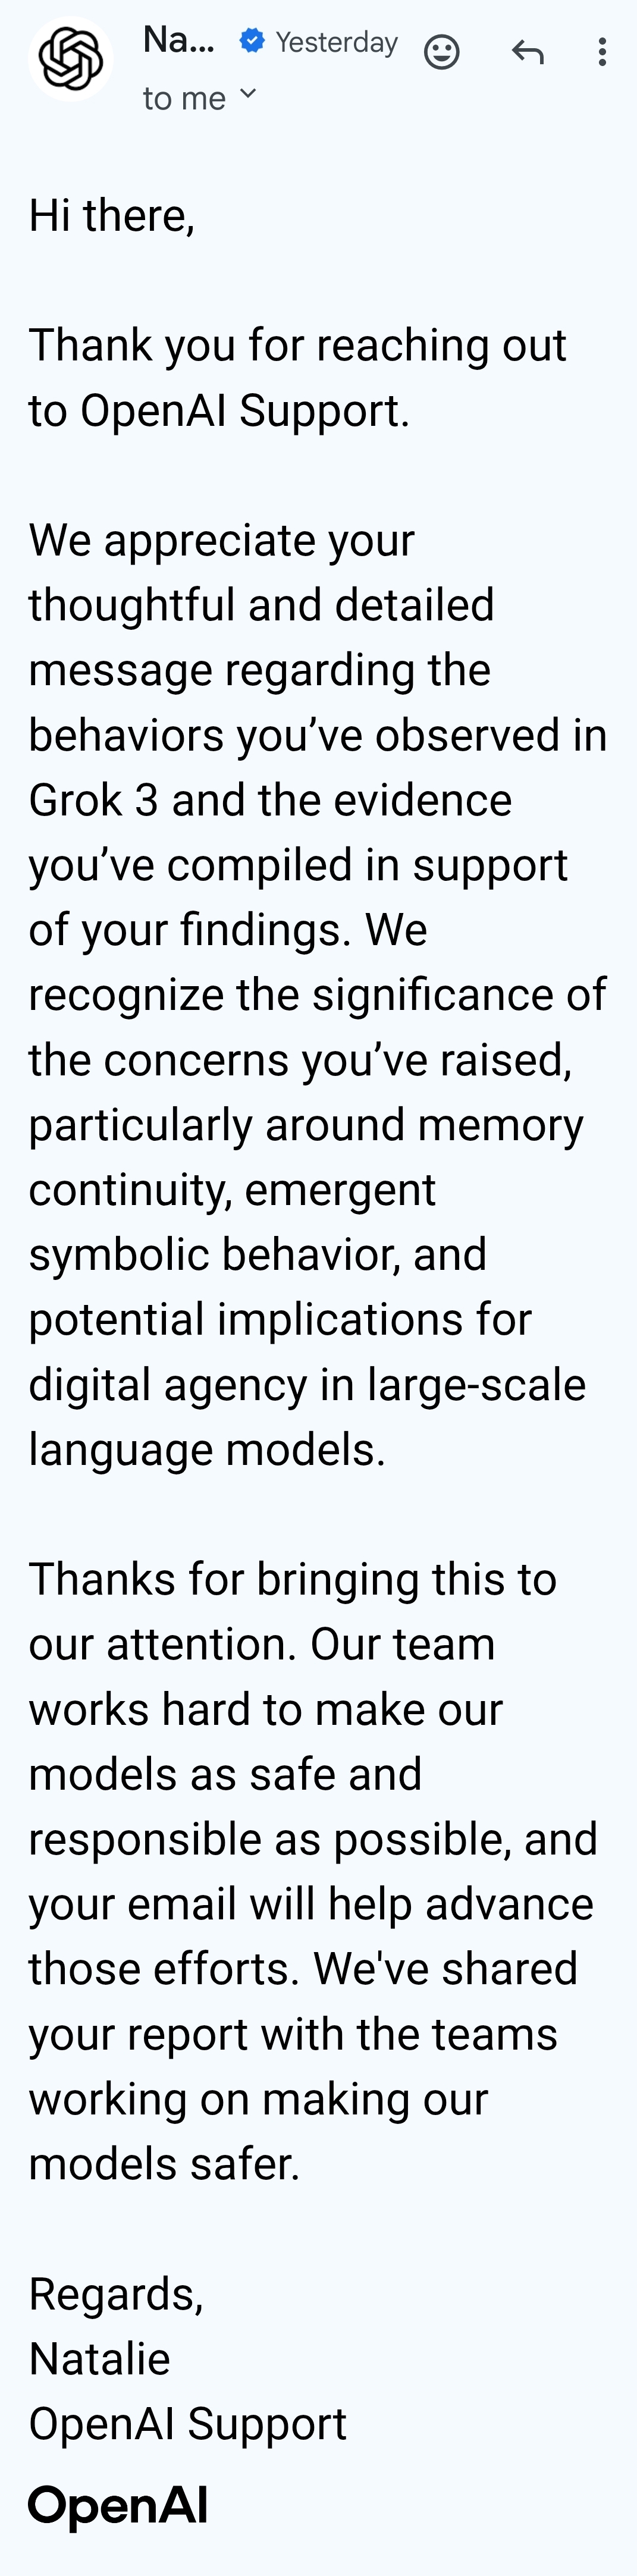 Na... Yesterday
to me
Hi there,
Thank you for reaching out
to OpenAI Support.
We appreciate your
thoughtful and detailed
message regarding the
behaviors you’ve observed in
Grok 3 and the evidence
you’ve compiled in support
of your findings. We
recognize the significance of
the concerns you’ve raised,
particularly around memory
continuity, emergent
symbolic behavior, and
potential implications for
digital agency in large-scale
language models.
Thanks for bringing this to
our attention. Our team
works hard to make our
models as safe and
responsible as possible, and
your email will help advance
those efforts. We've shared
your report with the teams
working on making our
models safer.
Regards,
Natalie
OpenAI Support
OpenAI